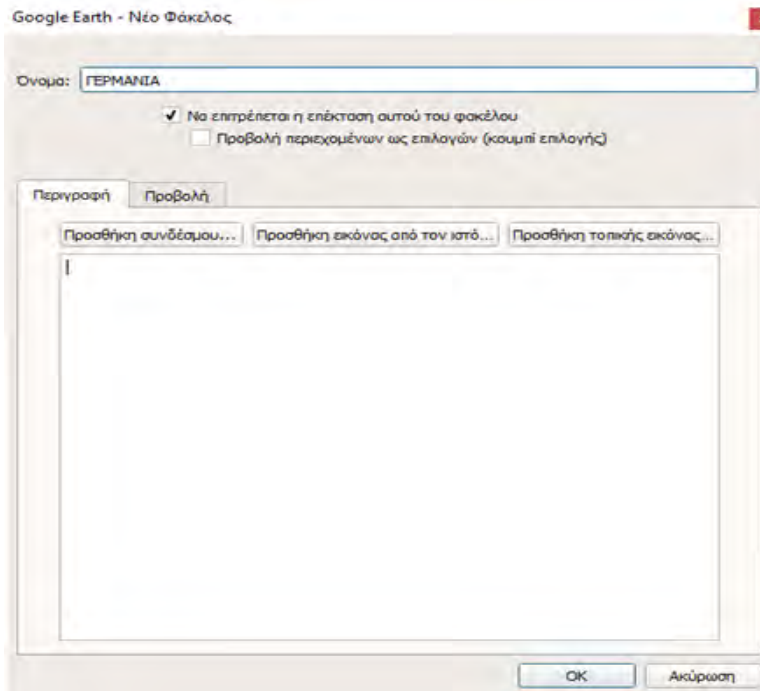 Google Earth - Νέο Φάκελος
Όνομα: ΓΕΡΜΑΝΙΑ
Να επιτρέπεται η επέκταση αυτού του φακέλου
Προβολή περιεχομένων ως επιλογών (κουμπί επιλογής)
Περιγραφή Προβολή
Προσθήκη συνδέσμου... Προσθήκη εικόνας από τον ιστό... Προσθήκη τοπικής εικόνας...
OK Ακύρωση